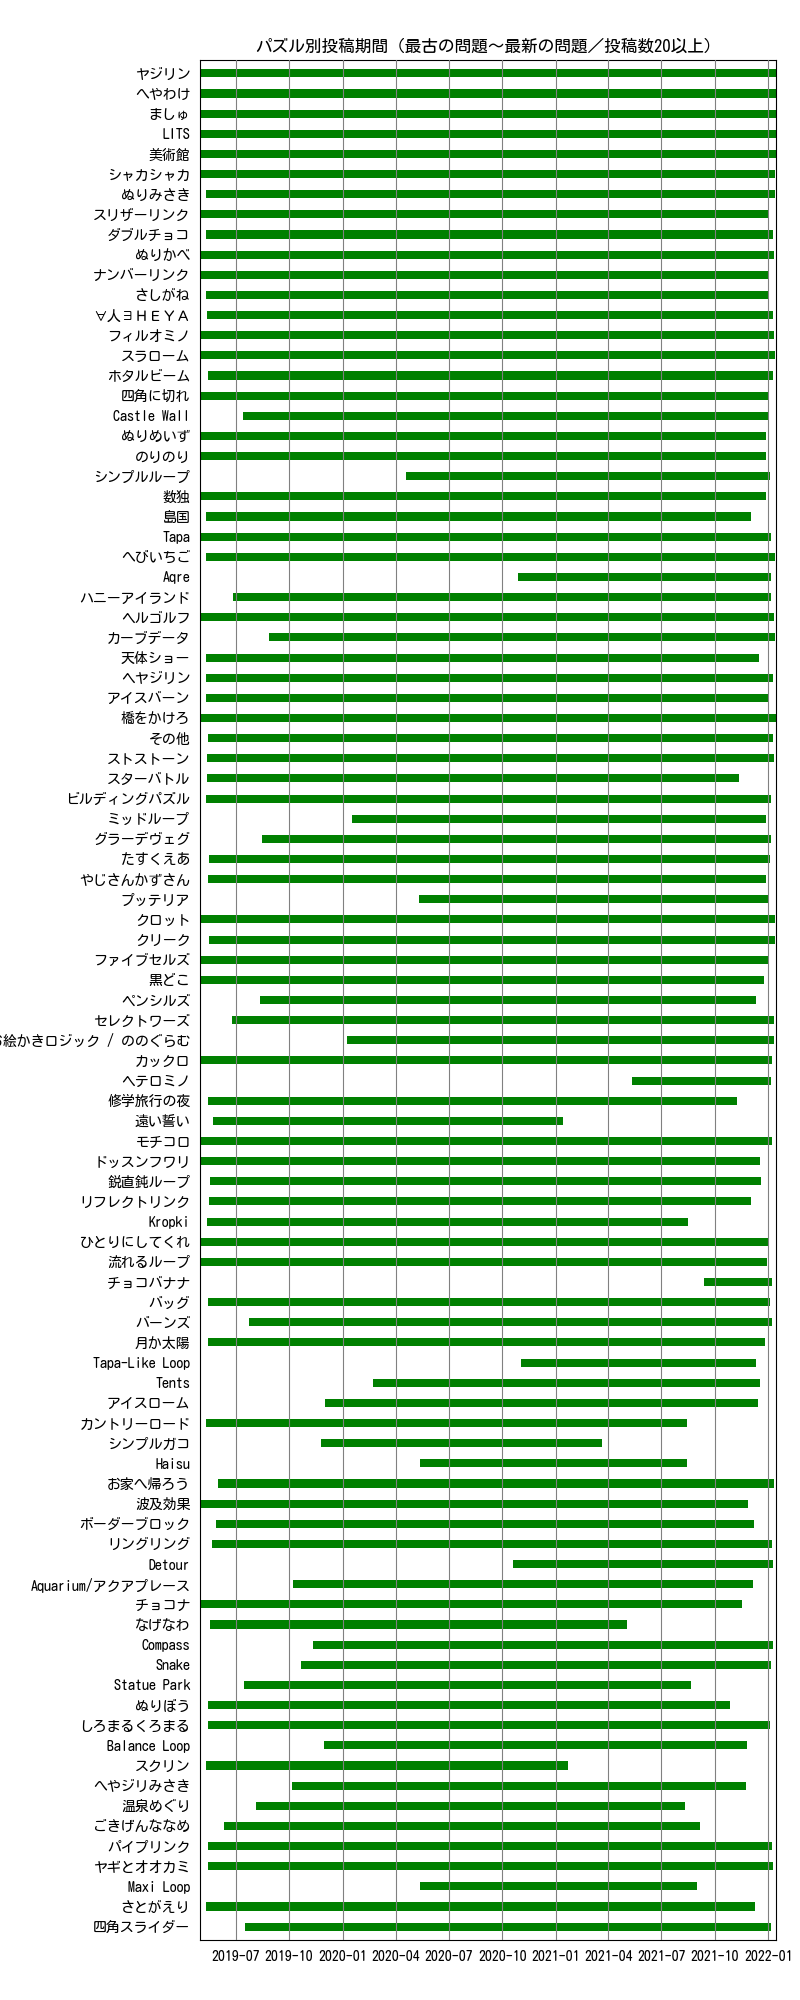 パズル別投稿期間（最古の問題～最新の問題／投稿数20以上）
ヤジリン
へやわけ
ましゅ
LITS
美術館
シャカシャカ
ぬりみさき
スリザーリンク
ダブルチョコ
ぬりかべ
ナンバーリンク
さしがね
∀人∃ＨＥＹＡ
フィルオミノ
スラローム
ホタルビーム
四角に切れ
Castle Wall
ぬりめいず
のりのり
シンプルループ
数独
島国
Tapa
へびいちご
Aqre
ハニーアイランド
ヘルゴルフ
カーブデータ
天体ショー
ヘヤジリン
アイスバーン
橋をかけろ
その他
ストストーン
スターバトル
ビルディングパズル
ミッドループ
グラーデヴェグ
たすくえあ
やじさんかずさん
プッテリア
クロット
クリーク
ファイブセルズ
黒どこ
ペンシルズ
セレクトワーズ
絵かきロジック / ののぐらむ
カックロ
ヘテロミノ
修学旅行の夜
遠い誓い
モチコロ
ドッスンフワリ
鋭直鈍ループ
リフレクトリンク
Kropki
ひとりにしてくれ
流れるループ
チョコバナナ
バッグ
バーンズ
月か太陽
Tapa-Like Loop
Tents
アイスローム
カントリーロード
シンプルガコ
Haisu
お家へ帰ろう
波及効果
ボーダーブロック
リングリング
Detour
Aquarium/アクアプレース
チョコナ
なげなわ
Compass
Snake
Statue Park
ぬりぼう
しろまるくろまる
Balance Loop
スクリン
へやジリみさき
温泉めぐり
ごきげんななめ
パイプリンク
ヤギとオオカミ
Maxi Loop
さとがえり
四角スライダー
2019-07 2019-10 2020-01 2020-04 2020-07 2020-10 2021-01 2021-04 2021-07 2021-10 2022-01